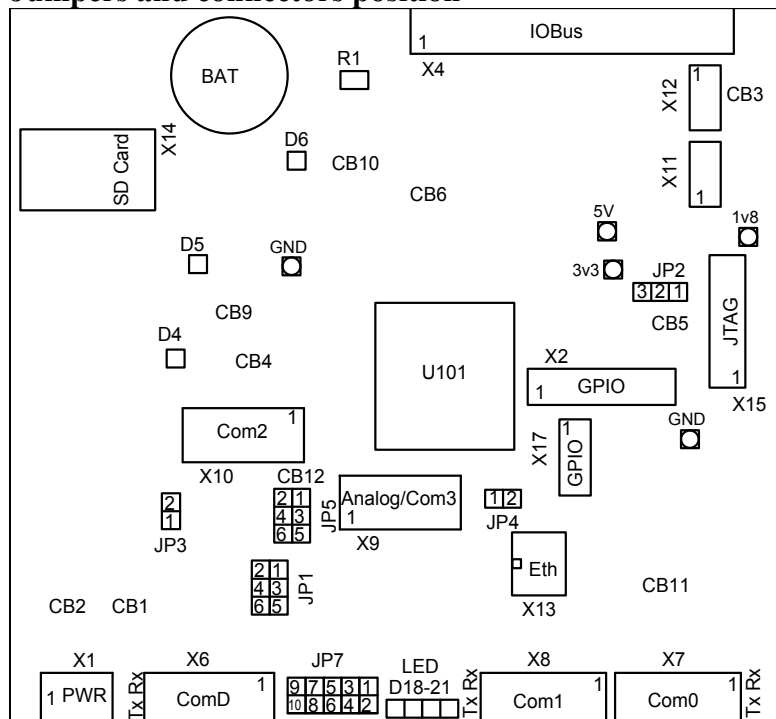 and connectors position
1 IOBus
X4
BAT
R1
1
X12
CB3
SD Card
X14
D6
CB10
CB6
X11
1
5V
1v8
D5
GND
3v3
JP2
3 2 1
CB9
CB5
JTAG
1
X15
D4
CB4
U101
X2
1 GPIO
Com2 1
X10
GND
X17
1
GPIO
CB12
2 1
4 3
6 5
JP5
Analog/Com3
1
X9
1 2
JP4
2
1
JP3
Eth
X13
2 1
4 3
6 5
JP1
CB11
CB2
CB1
X1
1 PWR
X6
Tx Rx
ComD 1
JP7
9 7 5 3 1
10 8 6 4 2
LED
D18-21
Tx Rx
X8
Com1 1
X7
Com0 1
Tx Rx